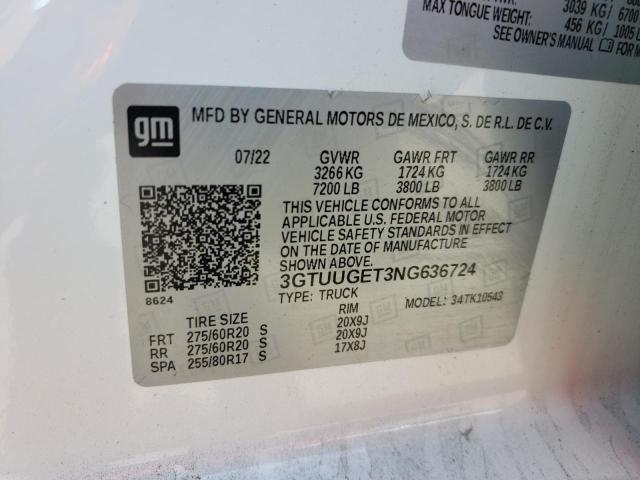 3039 KG / 6700
MAX TONGUE WEIGHT: 456 KG / 1005 L
SEE OWNER'S MANUAL FOR M
gm
MFD BY GENERAL MOTORS DE MEXICO, S. DE R.L. DE C.V.
07/22 GVWR GAWR FRT GAWR RR
3266 KG 1724 KG 1724 KG
7200 LB 3800 LB 3800 LB
THIS VEHICLE CONFORMS TO ALL
APPLICABLE U.S. FEDERAL MOTOR
VEHICLE SAFETY STANDARDS IN EFFECT
ON THE DATE OF MANUFACTURE
SHOWN ABOVE.
8624
3GTUUGET3NG636724
TYPE: TRUCK MODEL: 34TK10543
TIRE SIZE RIM
FRT 275/60R20 S 20X9J
RR 275/60R20 S 20X9J
SPA 255/80R17 S 17X8J